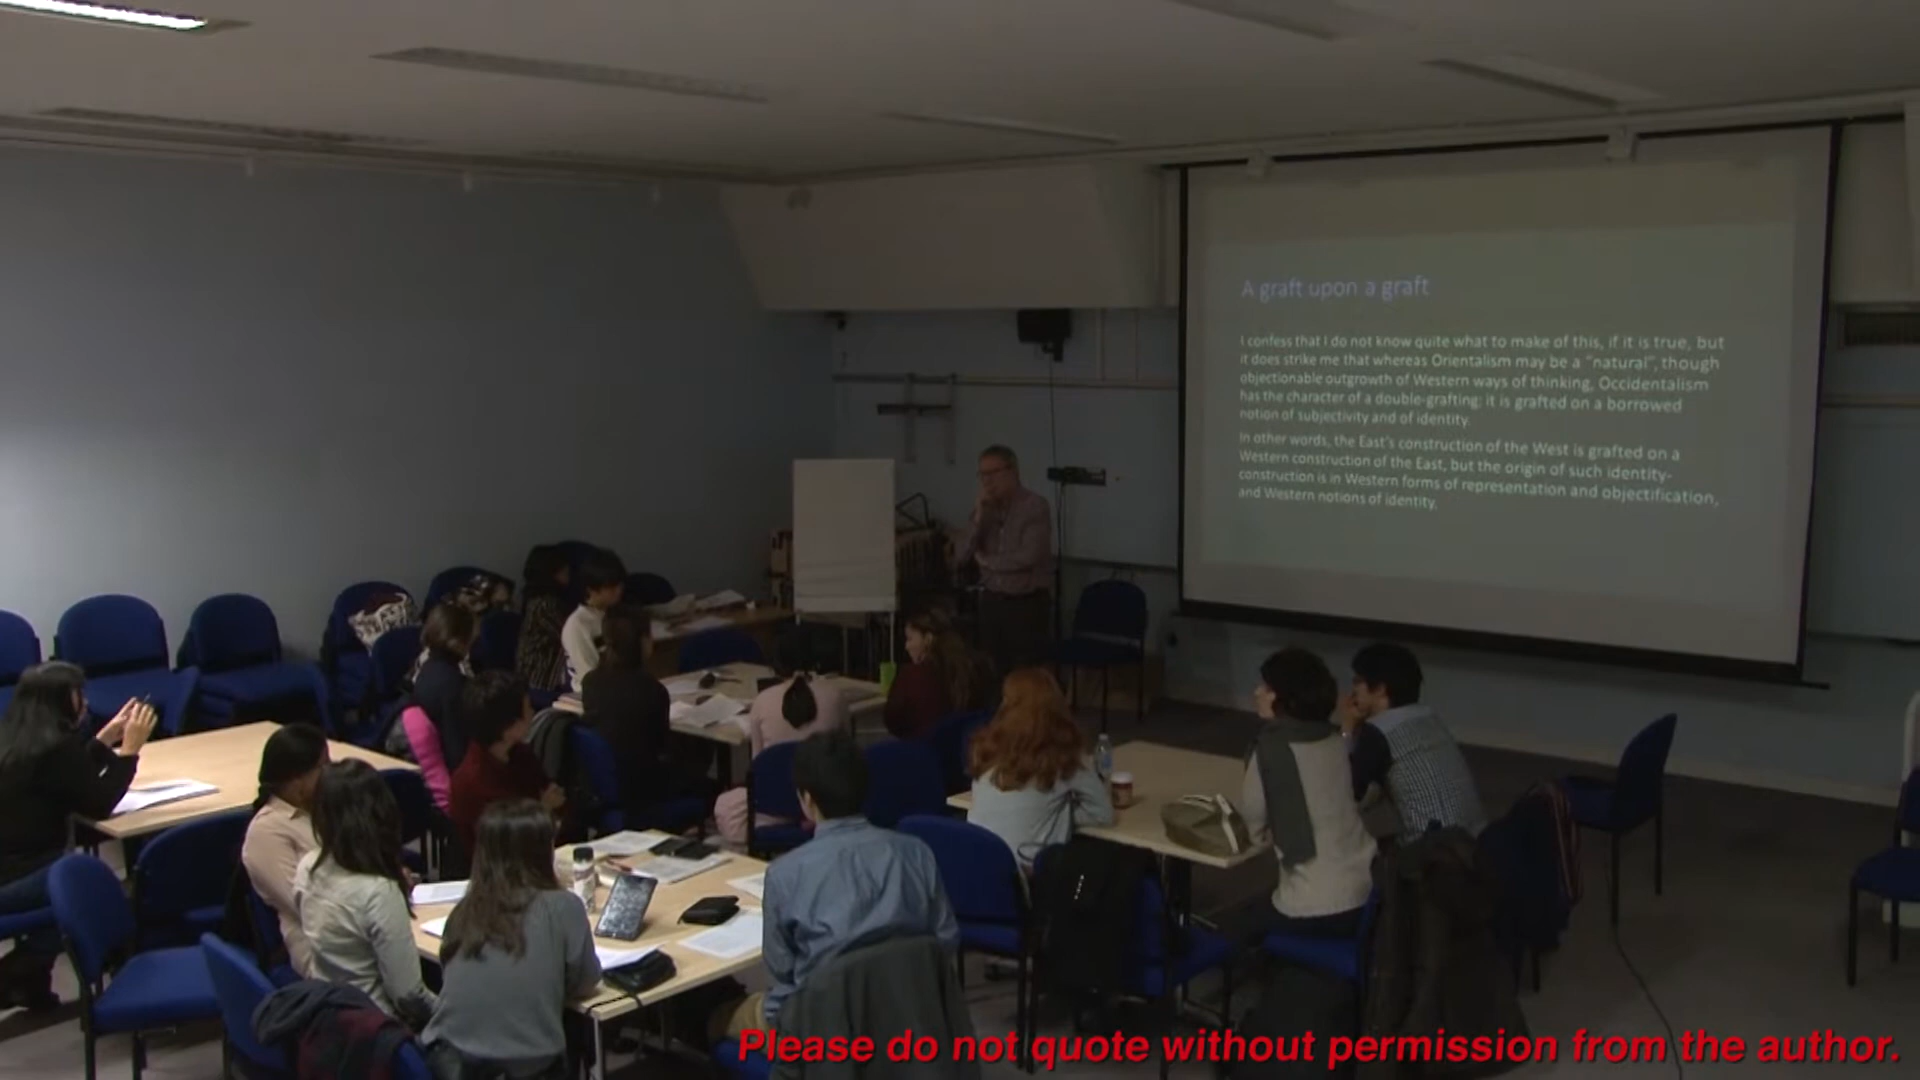 A graft upon a graft
I confess that I do not know quite what to make of this, if it is true, but
it does strike me that whereas Orientalism may be a "natural", though
objectionable outgrowth of Western ways of thinking, Occidentalism
has the character of a double-grafting: it is grafted on a borrowed
notion of subjectivity and of identity.
In other words, the East's construction of the West is grafted on a
Western construction of the East, but the origin of such identity-
construction is in Western forms of representation and objectification,
and Western notions of identity.
Please do not quote without permission from the author.